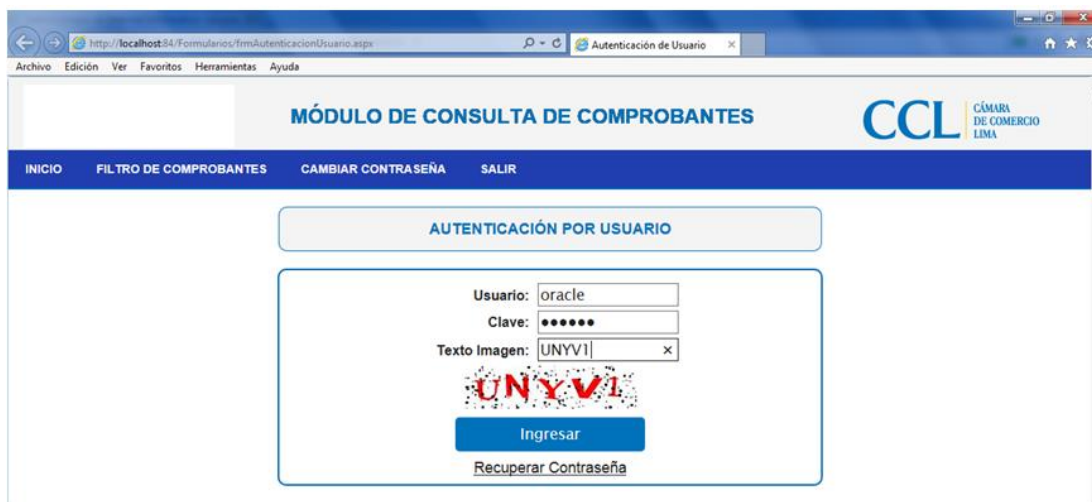 http://localhost:84/Formularios/frmAutenticacionUsuario.aspx
Autenticación de Usuario
Archivo Edición Ver Favoritos Herramientas Ayuda
MÓDULO DE CONSULTA DE COMPROBANTES
CCL
CÁMARA
DE COMERCIO
LIMA
INICIO FILTRO DE COMPROBANTES CAMBIAR CONTRASEÑA SALIR
AUTENTICACIÓN POR USUARIO
Usuario: oracle
Clave: ●●●●●●
Texto Imagen: UNYV1
UNYV1
Ingresar
Recuperar Contraseña